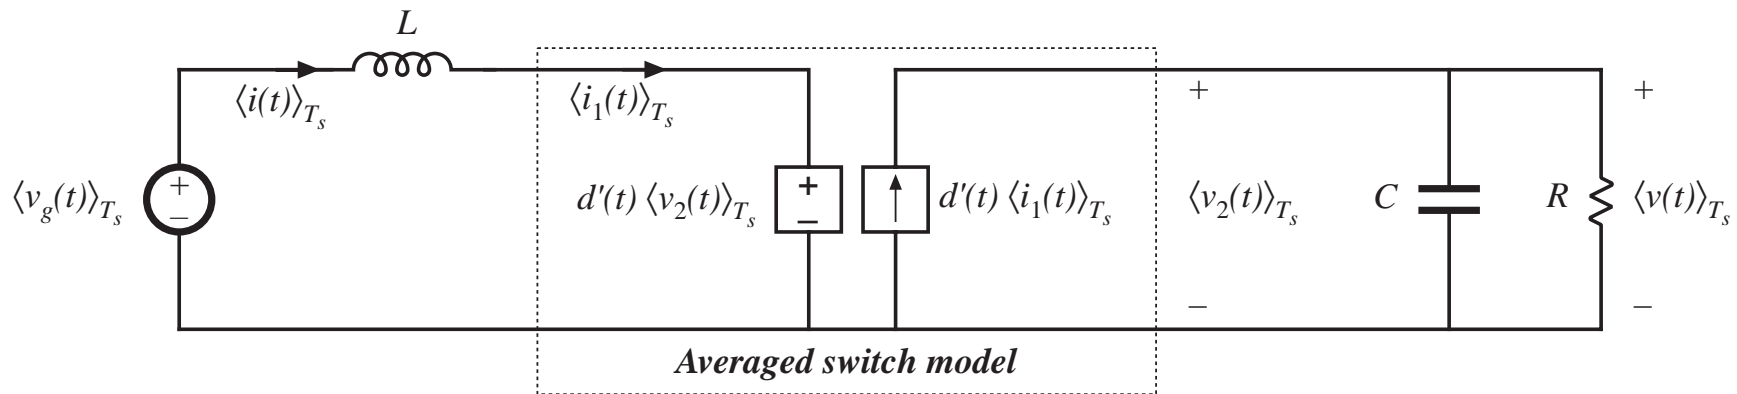 L
⟨i(t)⟩_{T_s}
⟨i_1(t)⟩_{T_s}
+
+
⟨v_g(t)⟩_{T_s}
+
–
d'(t) ⟨v_2(t)⟩_{T_s}
+
–
d'(t) ⟨i_1(t)⟩_{T_s}
⟨v_2(t)⟩_{T_s}
C
R
⟨v(t)⟩_{T_s}
–
–
Averaged switch model